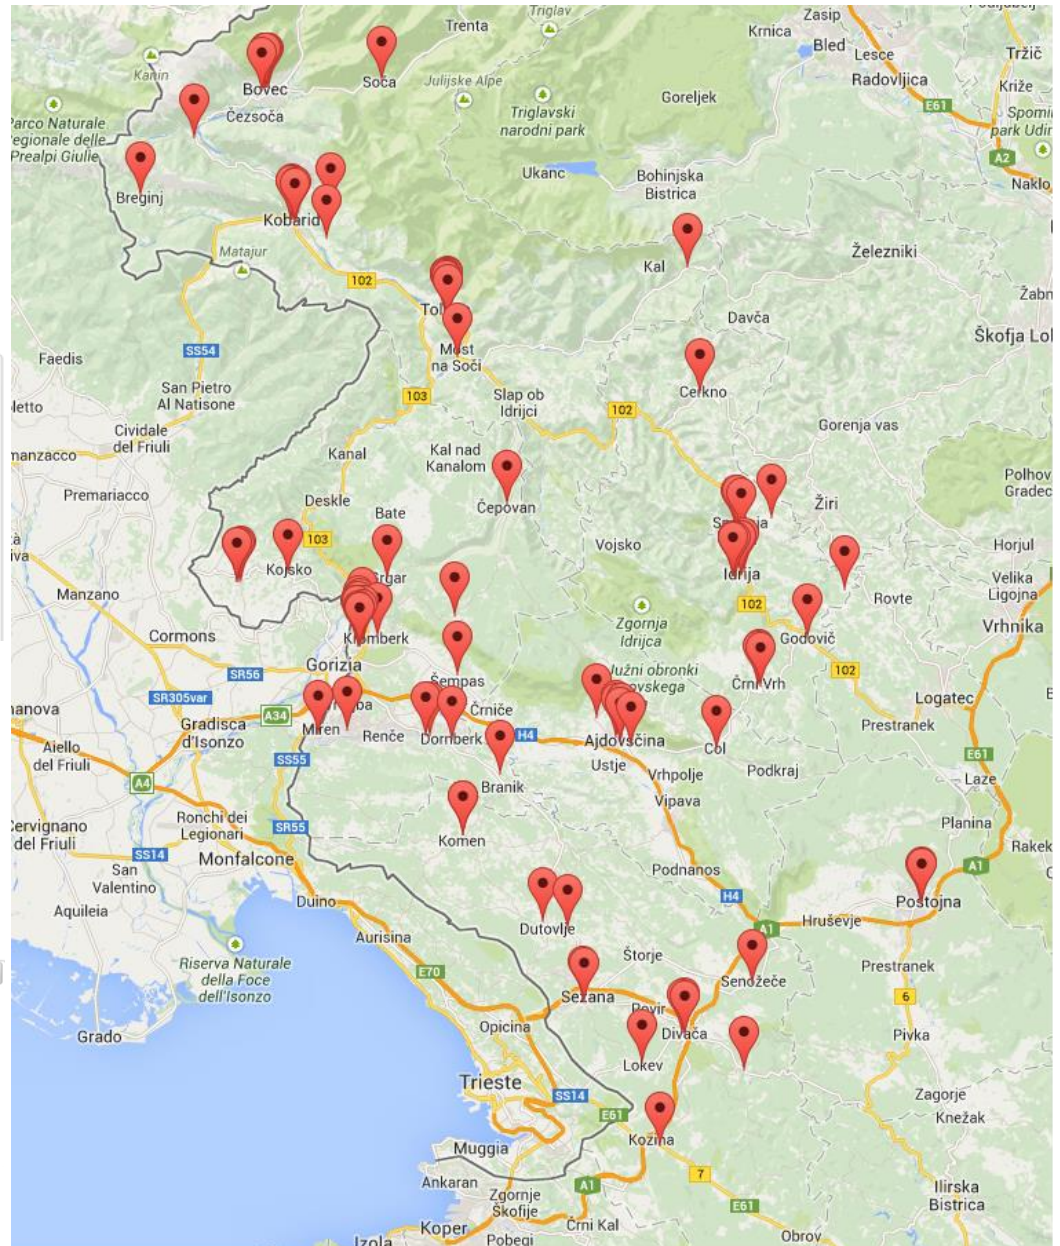 Triglav
Zasip
Trenta
Krnica
Bled
Lesce
Tržič
Kanin
Soča
Julijske Alpe
Radovljica
Bovec
Križe
Goreljek
Parco Naturale
Regionale delle
Prealpi Giulie
Čezsoča
Triglavski
narodni park
E61
A2
Ukanc
Bohinjska
Bistrica
Naklo
Breginj
Kobarid
Matajur
Železniki
102
Kal
Davča
SS54
Most
na Soči
Faedis
San Pietro
Al Natisone
103
Slap ob
Idrijci
Cerkno
102
Gorenja vas
Cividale
del Friuli
Kanal
Kal nad
Kanalom
Polhov
Gradec
Premariacco
Deskle
Čepovan
Žiri
Bate
103
Vojsko
Horjul
Kojsko
Idrija
Velika
Ligojna
Manzano
102
Rovte
Zgornja
Idrijca
Vrhnika
Cormons
Kromberk
Godovič
SR56
Gorizia
102
Šempas
Črni Vrh
SR305var
Logatec
A34
Gradisca
d'Isonzo
Miren
Renče
Dornberk
Črniče
H4
Ajdovščina
Col
Prestranek
Aiello
del Friuli
SS55
Ustje
Vrhpolje
Podkraj
E61
Laze
A4
Branik
Vipava
Ronchi dei
Legionari
SR55
Planina
Komen
SS14
Monfalcone
Podnanos
A1
San
Valentino
H4
Postojna
Aquileia
Duino
Dutovlje
A1
Hruševje
Aurisina
Riserva Naturale
della Foce
dell'Isonzo
E70
Štorje
Prestranek
Senožeče
Sežana
6
Opicina
Divača
Pivka
Grado
Lokev
Trieste
SS14
Zagorje
E61
Knežak
Kozina
Muggia
7
Ankaran
A1
Zgornje
Škofije
E61
Ilirska
Bistrica
Koper
Črni Kal
Izola
Pobegi
Obrov